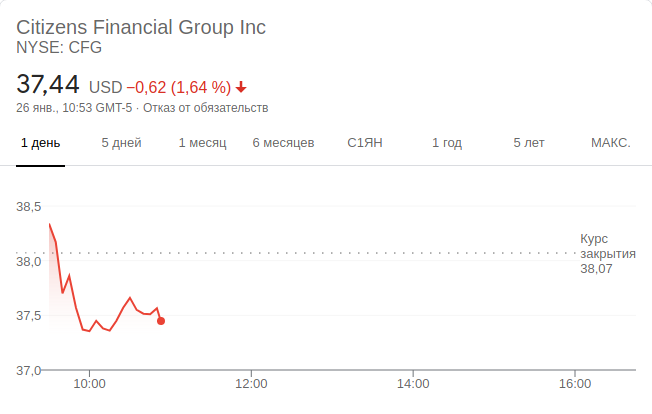 Citizens Financial Group Inc
NYSE: CFG
37,44 USD −0,62 (1,64 %)
26 янв., 10:53 GMT-5 · Отказ от обязательств
1 день 5 дней 1 месяц 6 месяцев С1ЯН 1 год 5 лет МАКС.
38,5
Курс
закрытия
38,07
38,0
37,5
37,0
10:00 12:00 14:00 16:00